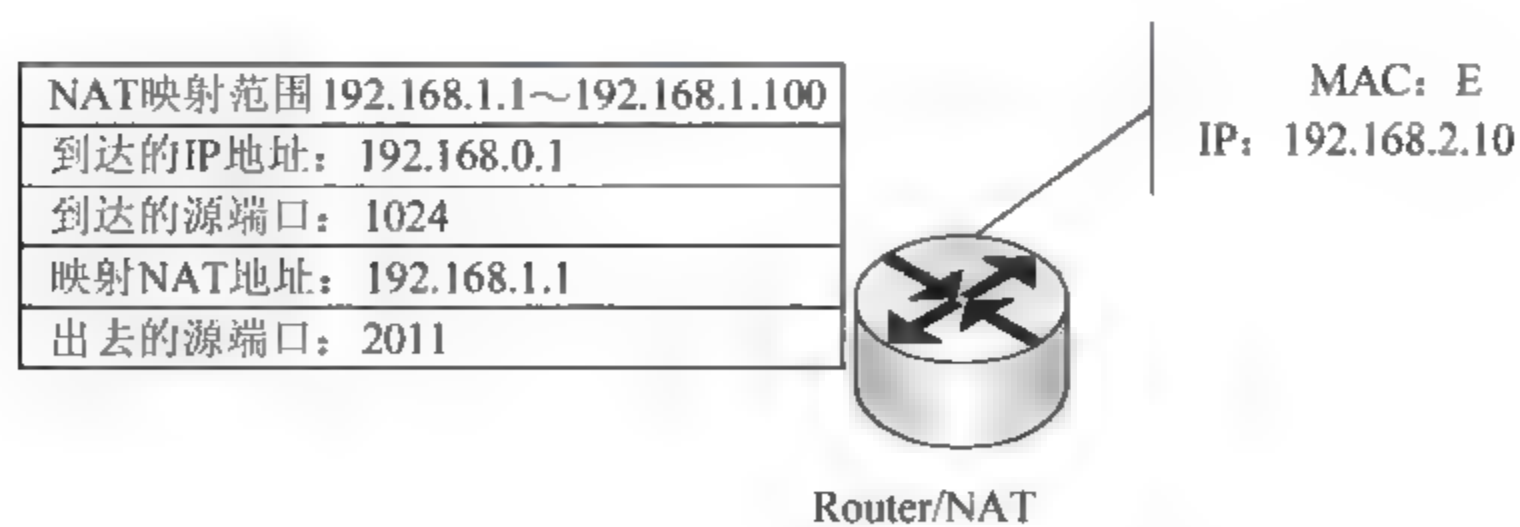 NAT映射范围192.168.1.1～192.168.1.100
到达的IP地址：192.168.0.1
到达的源端口：1024
映射NAT地址：192.168.1.1
出去的源端口：2011
MAC：E
IP：192.168.2.10
Router/NAT